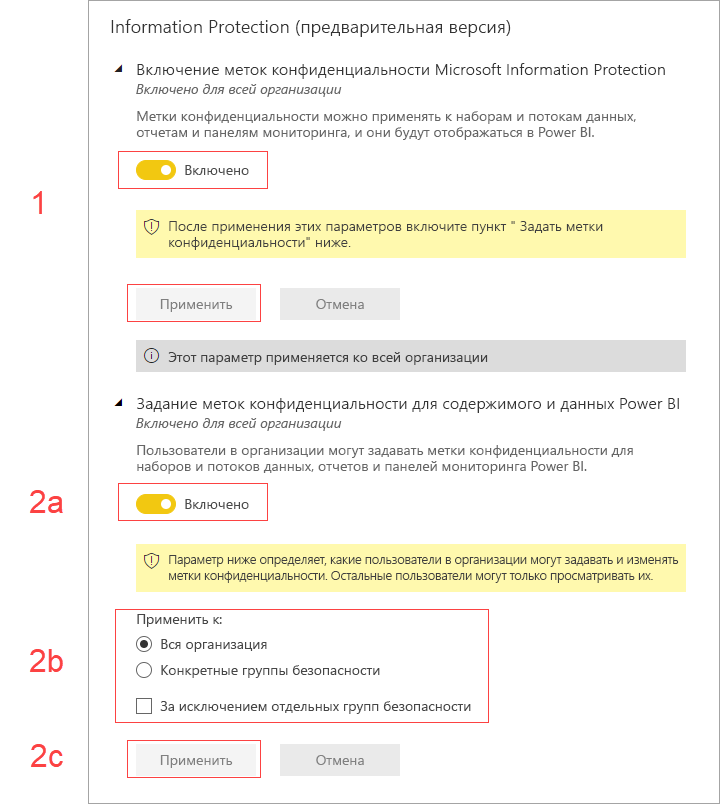 Information Protection (предварительная версия)
Включение меток конфиденциальности Microsoft Information Protection
Включено для всей организации
Метки конфиденциальности можно применять к наборам и потокам данных,
отчетам и панелям мониторинга, и они будут отображаться в Power BI.
Включено
1
После применения этих параметров включите пункт " Задать метки
конфиденциальности" ниже.
Применить
Отмена
Этот параметр применяется ко всей организации
Задание меток конфиденциальности для содержимого и данных Power BI
Включено для всей организации
Пользователи в организации могут задавать метки конфиденциальности для
наборов и потоков данных, отчетов и панелей мониторинга Power BI.
2a
Включено
Параметр ниже определяет, какие пользователи в организации могут задавать и изменять
метки конфиденциальности. Остальные пользователи могут только просматривать их.
Применить к:
Вся организация
2b
Конкретные группы безопасности
За исключением отдельных групп безопасности
2c
Применить
Отмена